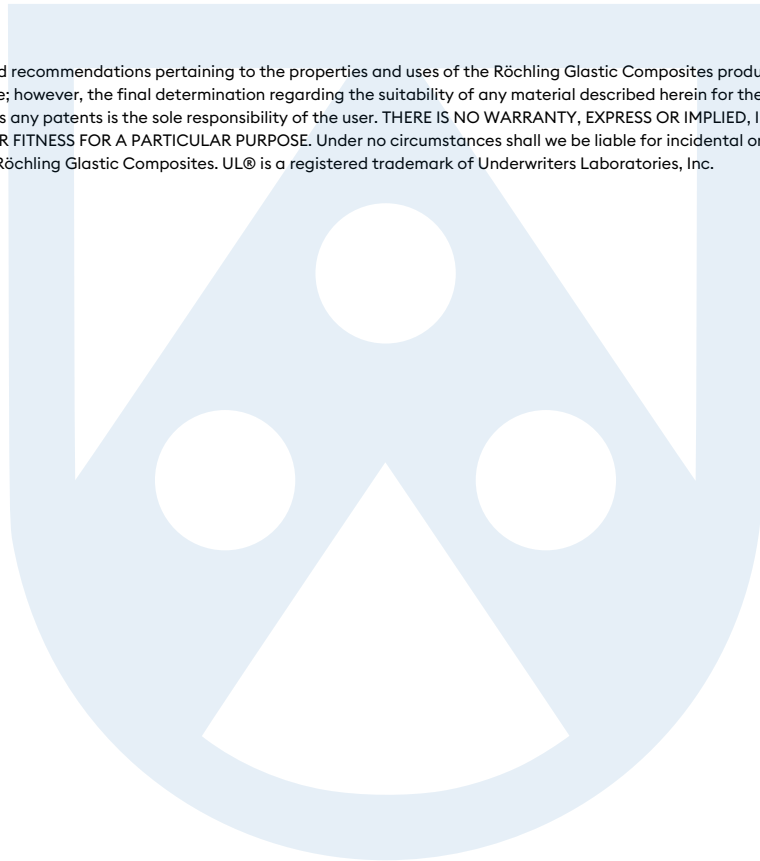 d recommendations pertaining to the properties and uses of the Röchling Glastic Composites produ
e; however, the final determination regarding the suitability of any material described herein for the
s any patents is the sole responsibility of the user. THERE IS NO WARRANTY, EXPRESS OR IMPLIED, I
R FITNESS FOR A PARTICULAR PURPOSE. Under no circumstances shall we be liable for incidental or
Röchling Glastic Composites. UL® is a registered trademark of Underwriters Laboratories, Inc.